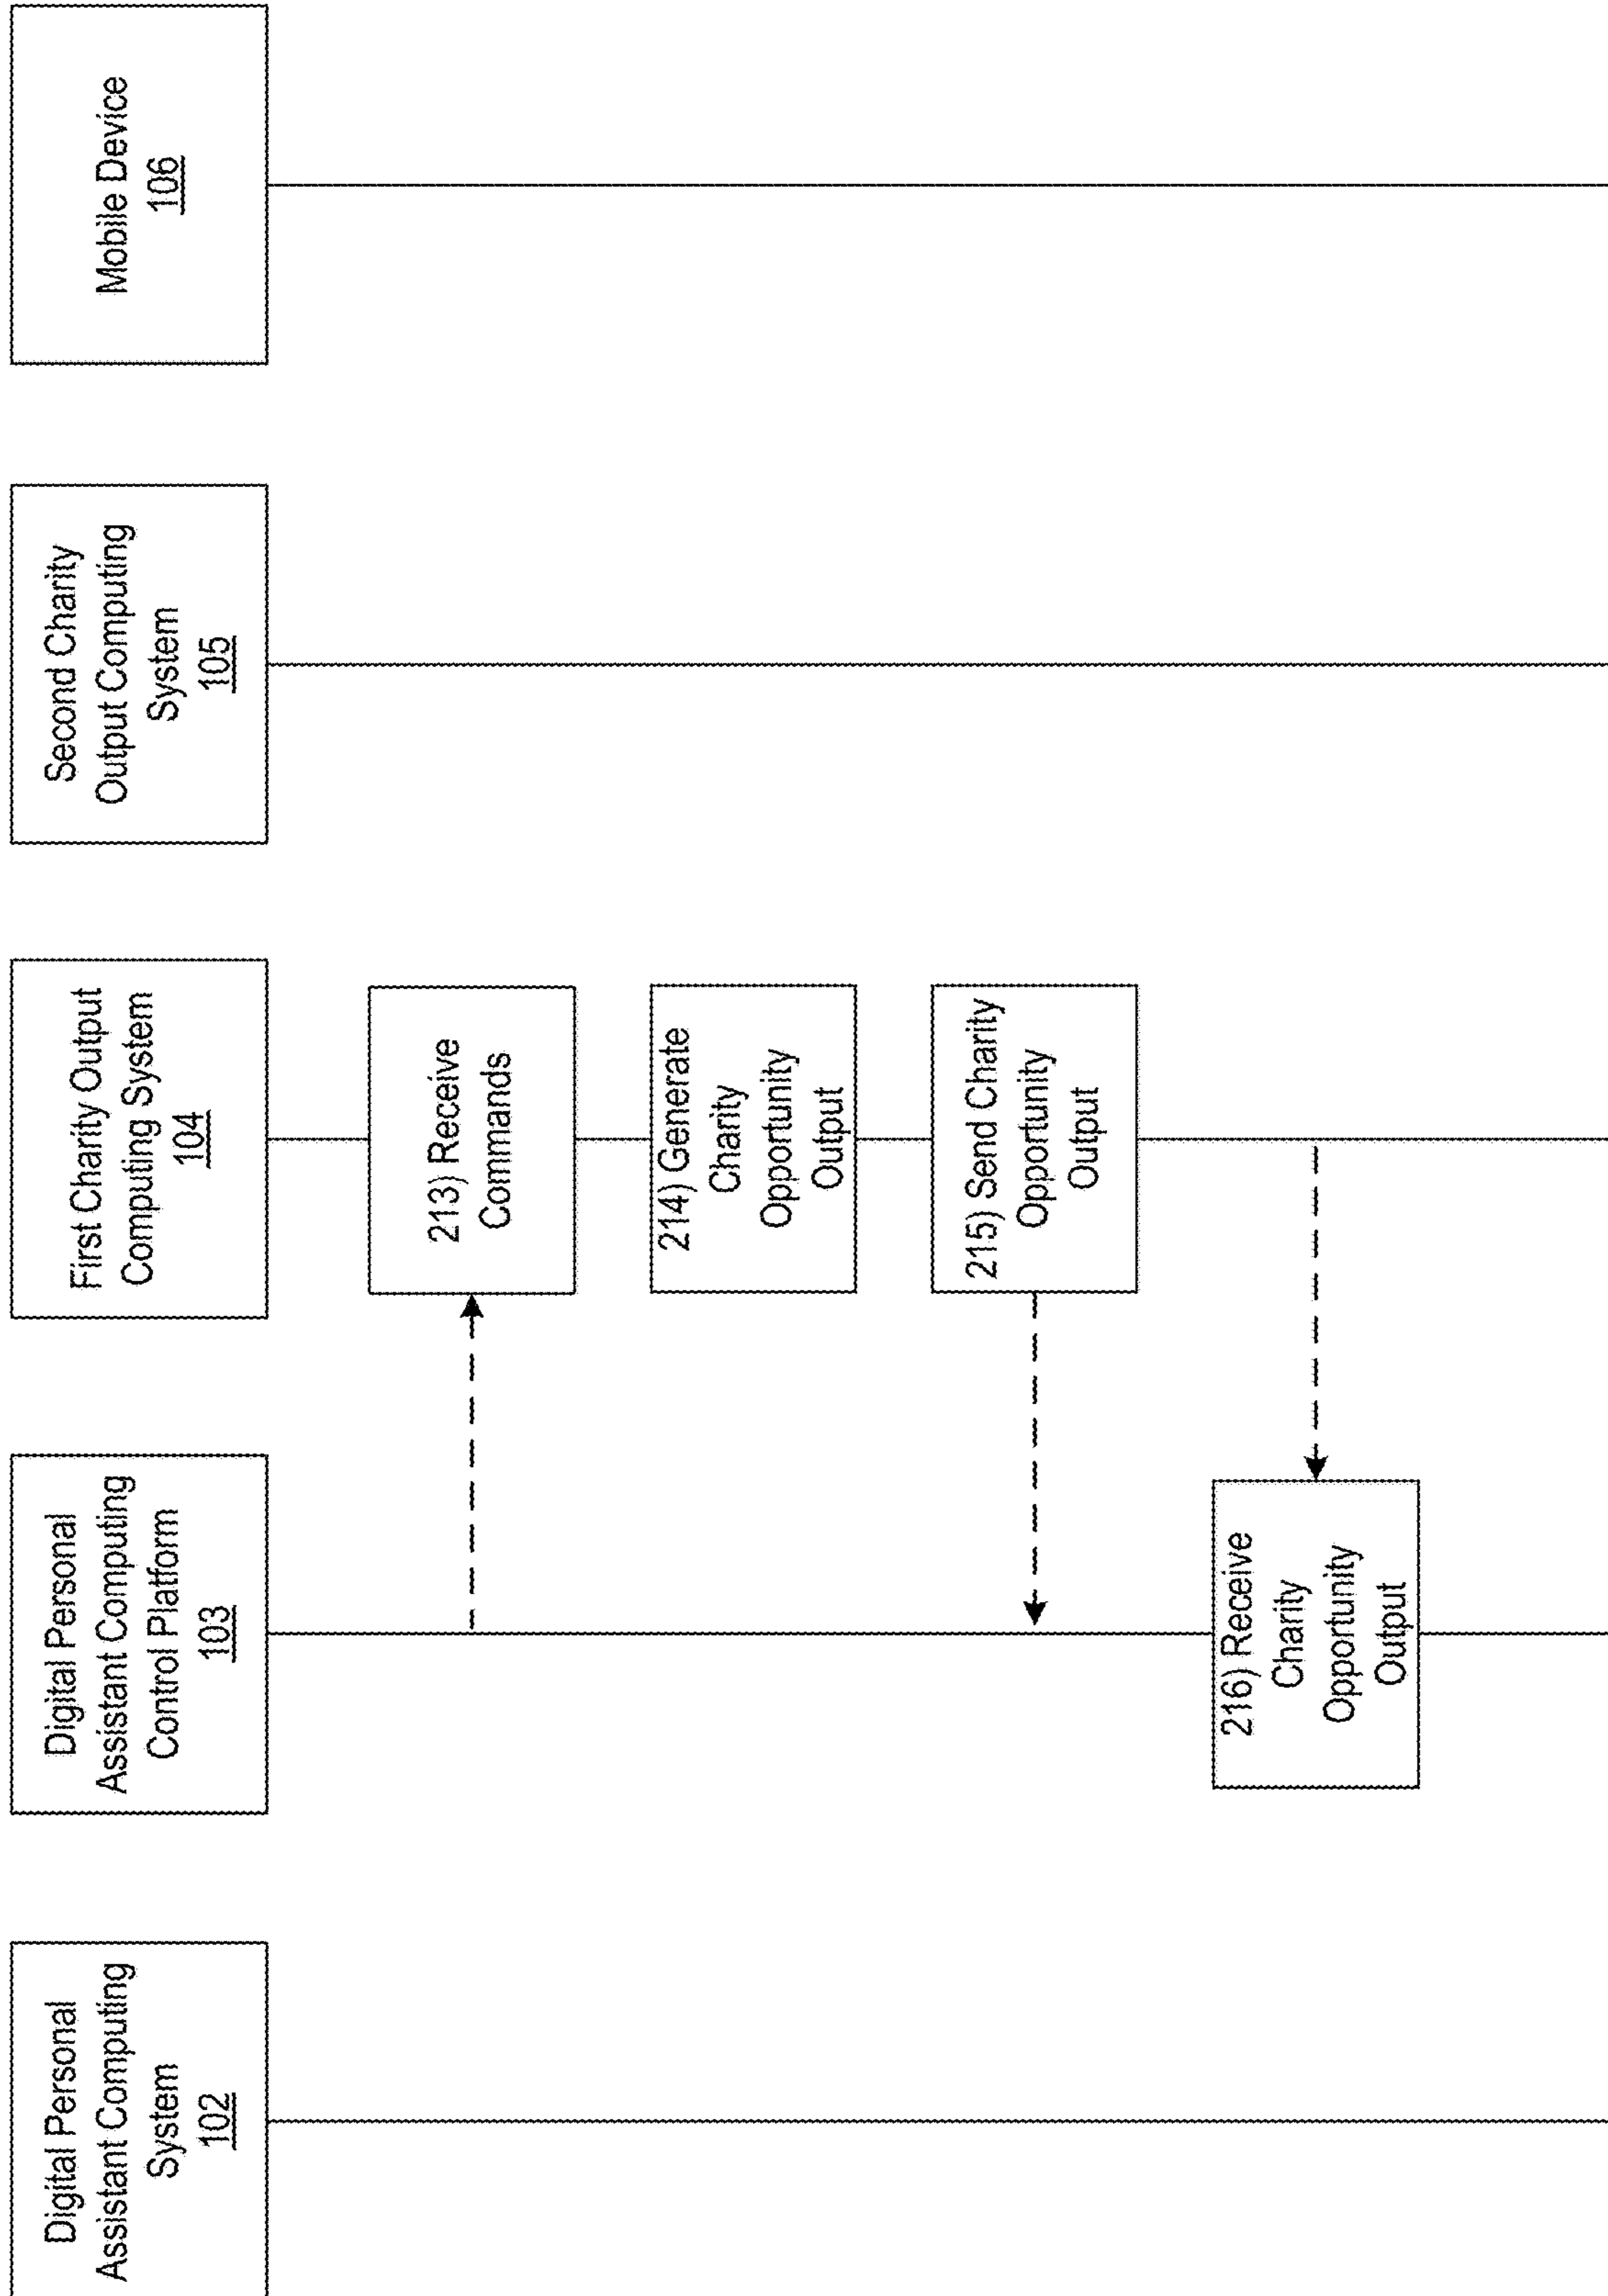 Digital Personal
Assistant Computing
System
102
Digital Personal
Assistant Computing
Control Platform
103
First Charity Output
Computing System
104
Second Charity
Output Computing
System
105
Mobile Device
106
213) Receive
Commands
214) Generate
Charity
Opportunity
Output
215) Send Charity
Opportunity
Output
216) Receive
Charity
Opportunity
Output